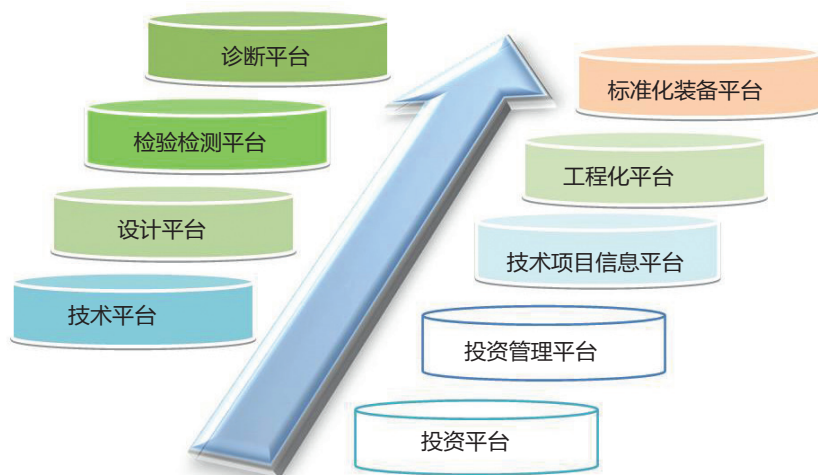 诊断平台
检验检测平台
设计平台
技术平台
标准化装备平台
工程化平台
技术项目信息平台
投资管理平台
投资平台